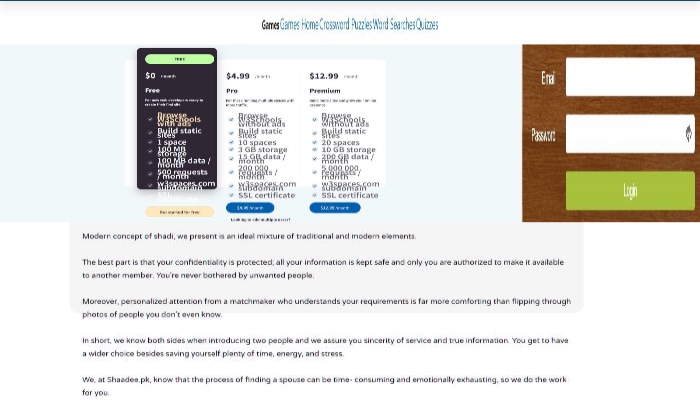 Games Games Home Crossword Puzzles Word Searches Quizzes
FREE
$0 /month
$4.99 /month
$12.99 /month
Free
Pro
Premium
Browse W3Schools with ads
Build static sites
1 space
100 MB storage
100 MB data / month
500 requests / month
w3spaces.com subdomain
Get started for free
Browse W3Schools without ads
Build static sites
10 spaces
3 GB storage
15 GB data / month
200 000 requests / month
w3spaces.com subdomain
SSL certificate
$4.99/month
Browse W3Schools without ads
Build static sites
20 spaces
10 GB storage
200 GB data / month
5 000 000 requests / month
w3spaces.com subdomain
SSL certificate
$12.99/month
Email
Password
Login
Modern concept of shadi, we present is an ideal mixture of traditional and modern elements.
The best part is that your confidentiality is protected, all your information is kept safe and only you are authorized to make it available
to another member. You're never bothered by unwanted people.
Moreover, personalized attention from a matchmaker who understands your requirements is far more comforting than flipping through
photos of people you don't even know.
In short, we know both sides when introducing two people and we assure you sincerity of service and true information. You get to have
a wider choice besides saving yourself plenty of time, energy, and stress.
We, at Shaadee.pk, know that the process of finding a spouse can be time- consuming and emotionally exhausting, so we do the work
for you.